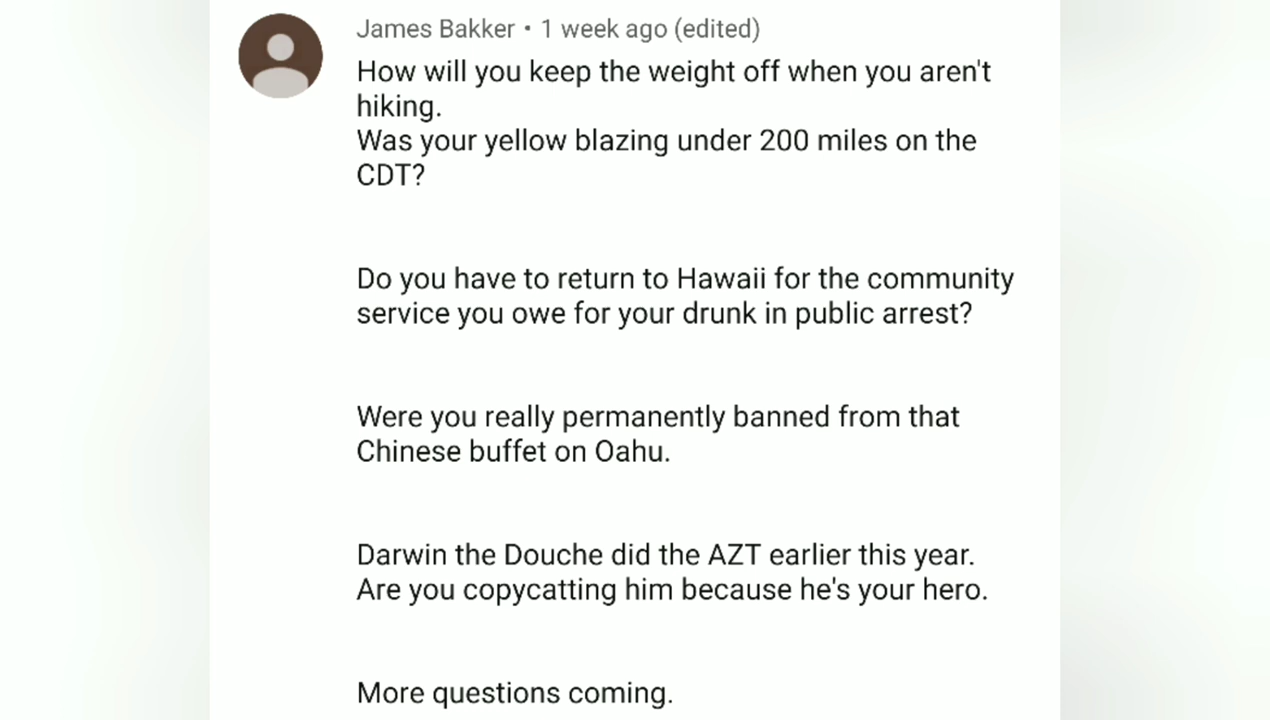 James Bakker • 1 week ago (edited)
How will you keep the weight off when you aren't
hiking.
Was your yellow blazing under 200 miles on the
CDT?
Do you have to return to Hawaii for the community
service you owe for your drunk in public arrest?
Were you really permanently banned from that
Chinese buffet on Oahu.
Darwin the Douche did the AZT earlier this year.
Are you copycatting him because he's your hero.
More questions coming.